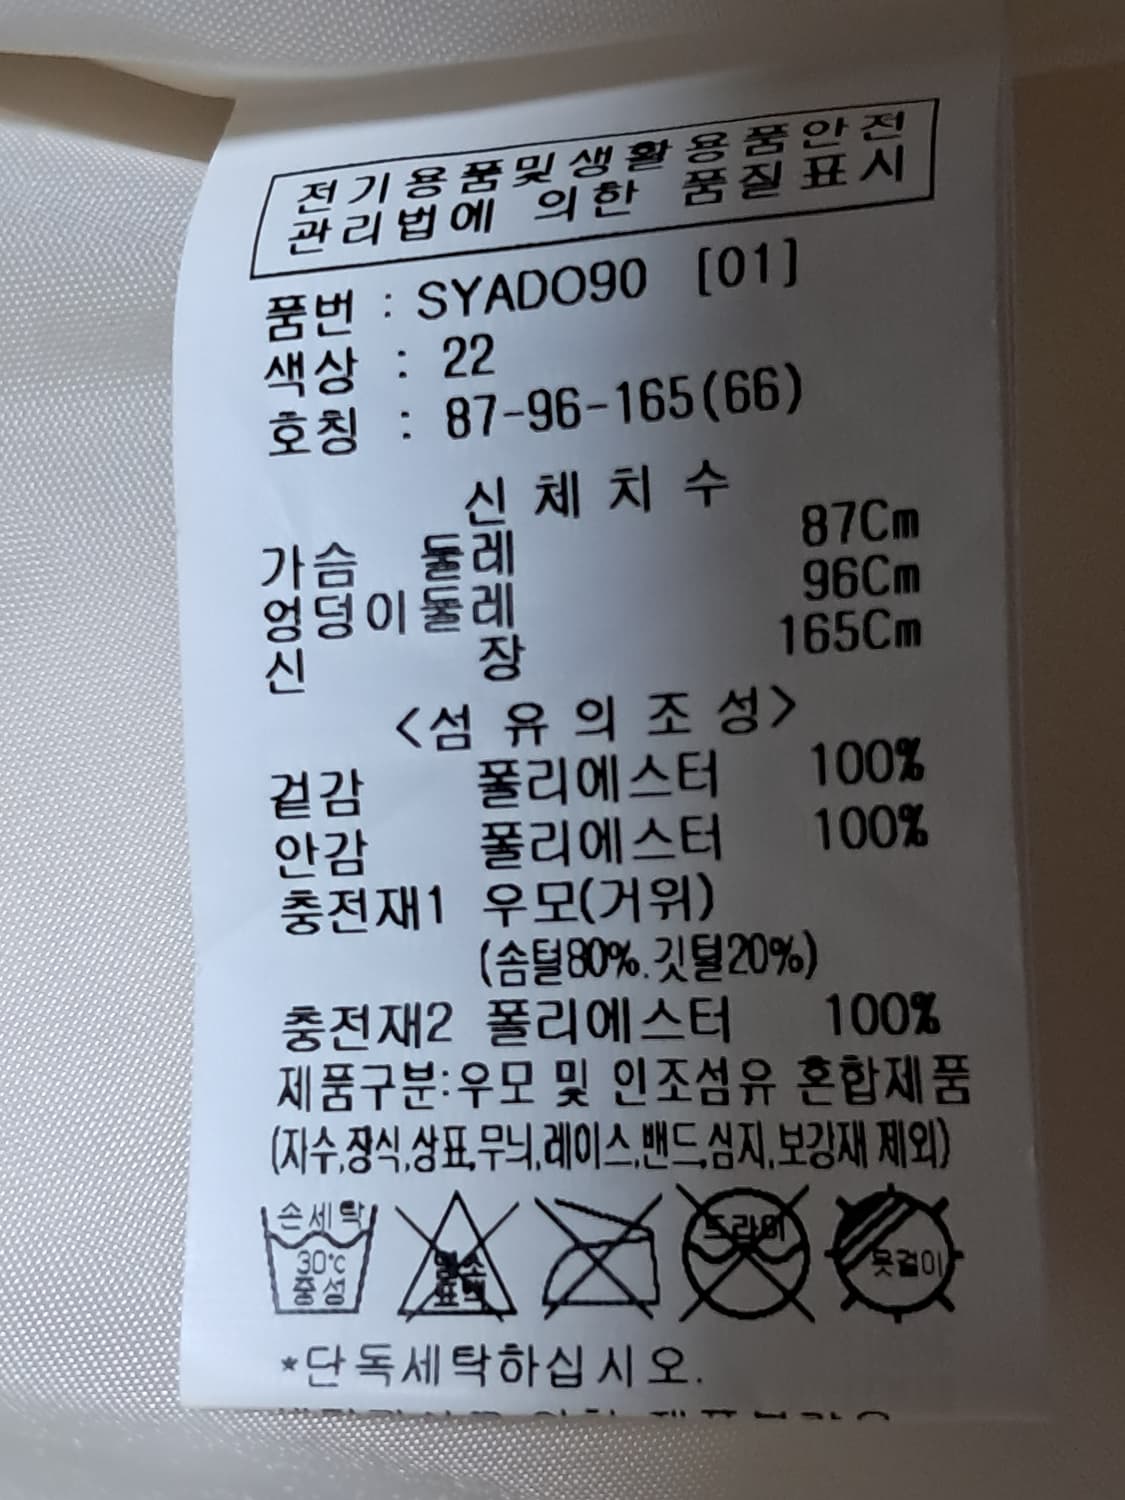 전기용품및생활용품안전
관리법에 의한 품질표시
품번 : SYADO90 [01]
색상 : 22
호칭 : 87-96-165(66)
신체치수
가슴 둘레 87Cm
엉덩이둘레 96Cm
신 장 165Cm
<섬유의조성>
겉감 폴리에스터 100%
안감 폴리에스터 100%
충전재1 우모(거위)
(솜털80%.깃털20%)
충전재2 폴리에스터 100%
제품구분:우모 및 인조섬유 혼합제품
(자수,장식,상표,무늬,레이스,밴드,심지,보강재 제외)
손세탁
30℃
중성
염소
표백
드라이
옷걸이
*단독세탁하십시오.